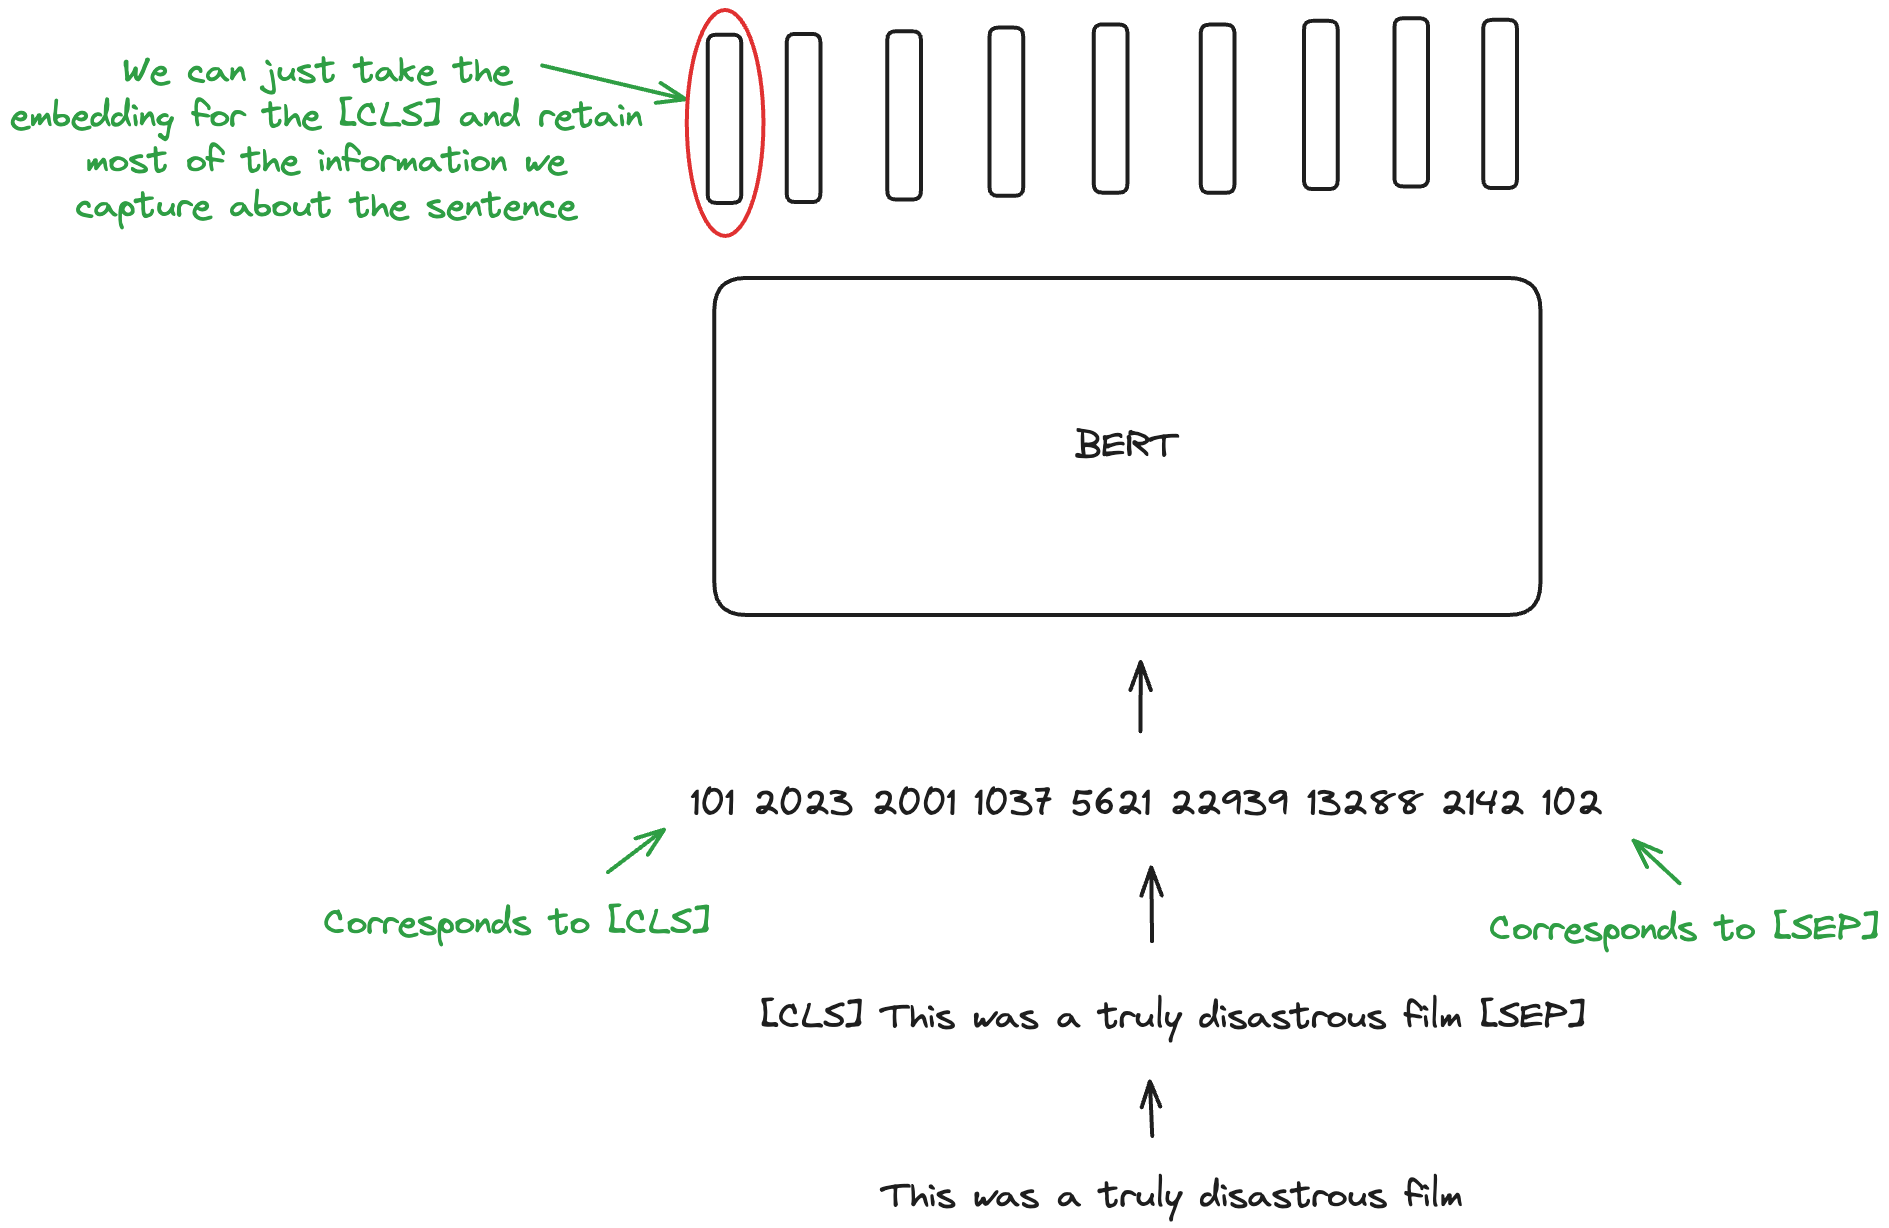 We can just take the
embedding for the [CLS] and retain
most of the information we
capture about the sentence
BERT
101 2023 2001 1037 5621 22939 13288 2142 102
Corresponds to [CLS]
Corresponds to [SEP]
[CLS] This was a truly disastrous film [SEP]
This was a truly disastrous film